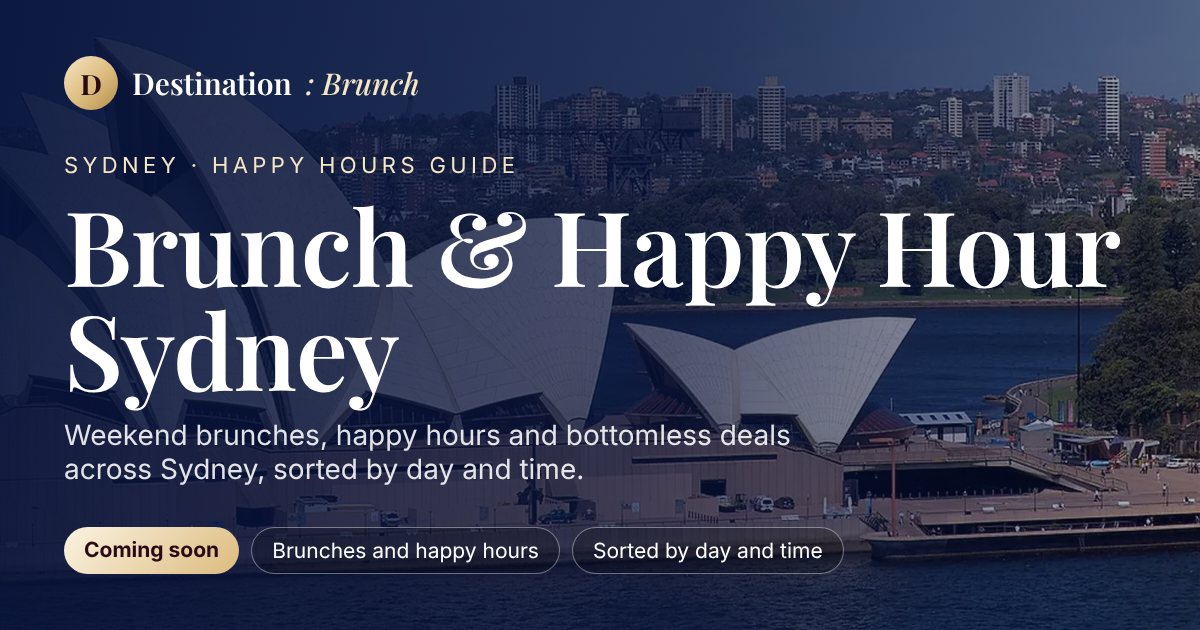 D Destination : Brunch
SYDNEY · HAPPY HOURS GUIDE
Brunch & Happy Hour
Sydney
Weekend brunches, happy hours and bottomless deals
across Sydney, sorted by day and time.
Coming soon Brunches and happy hours Sorted by day and time